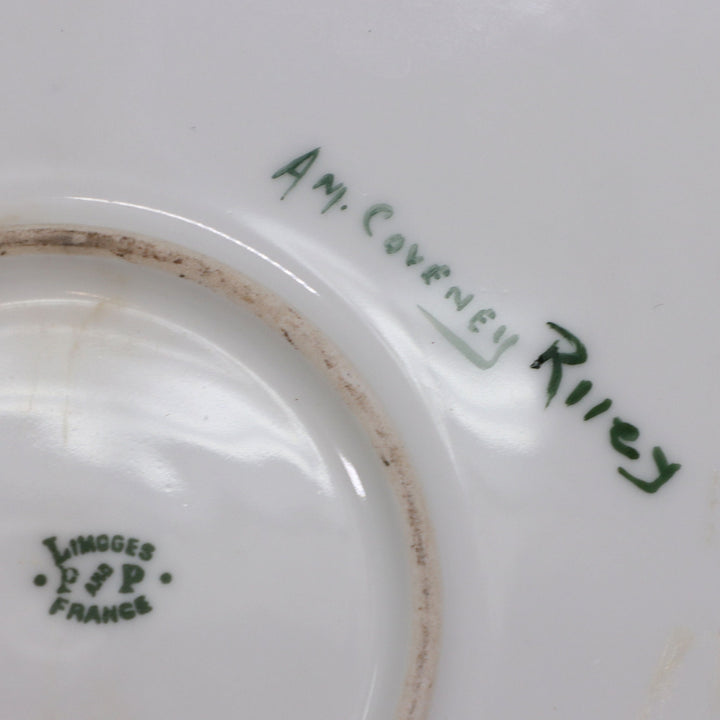 AM. COVENEY Riley
LIMOGES
P AND P
FRANCE